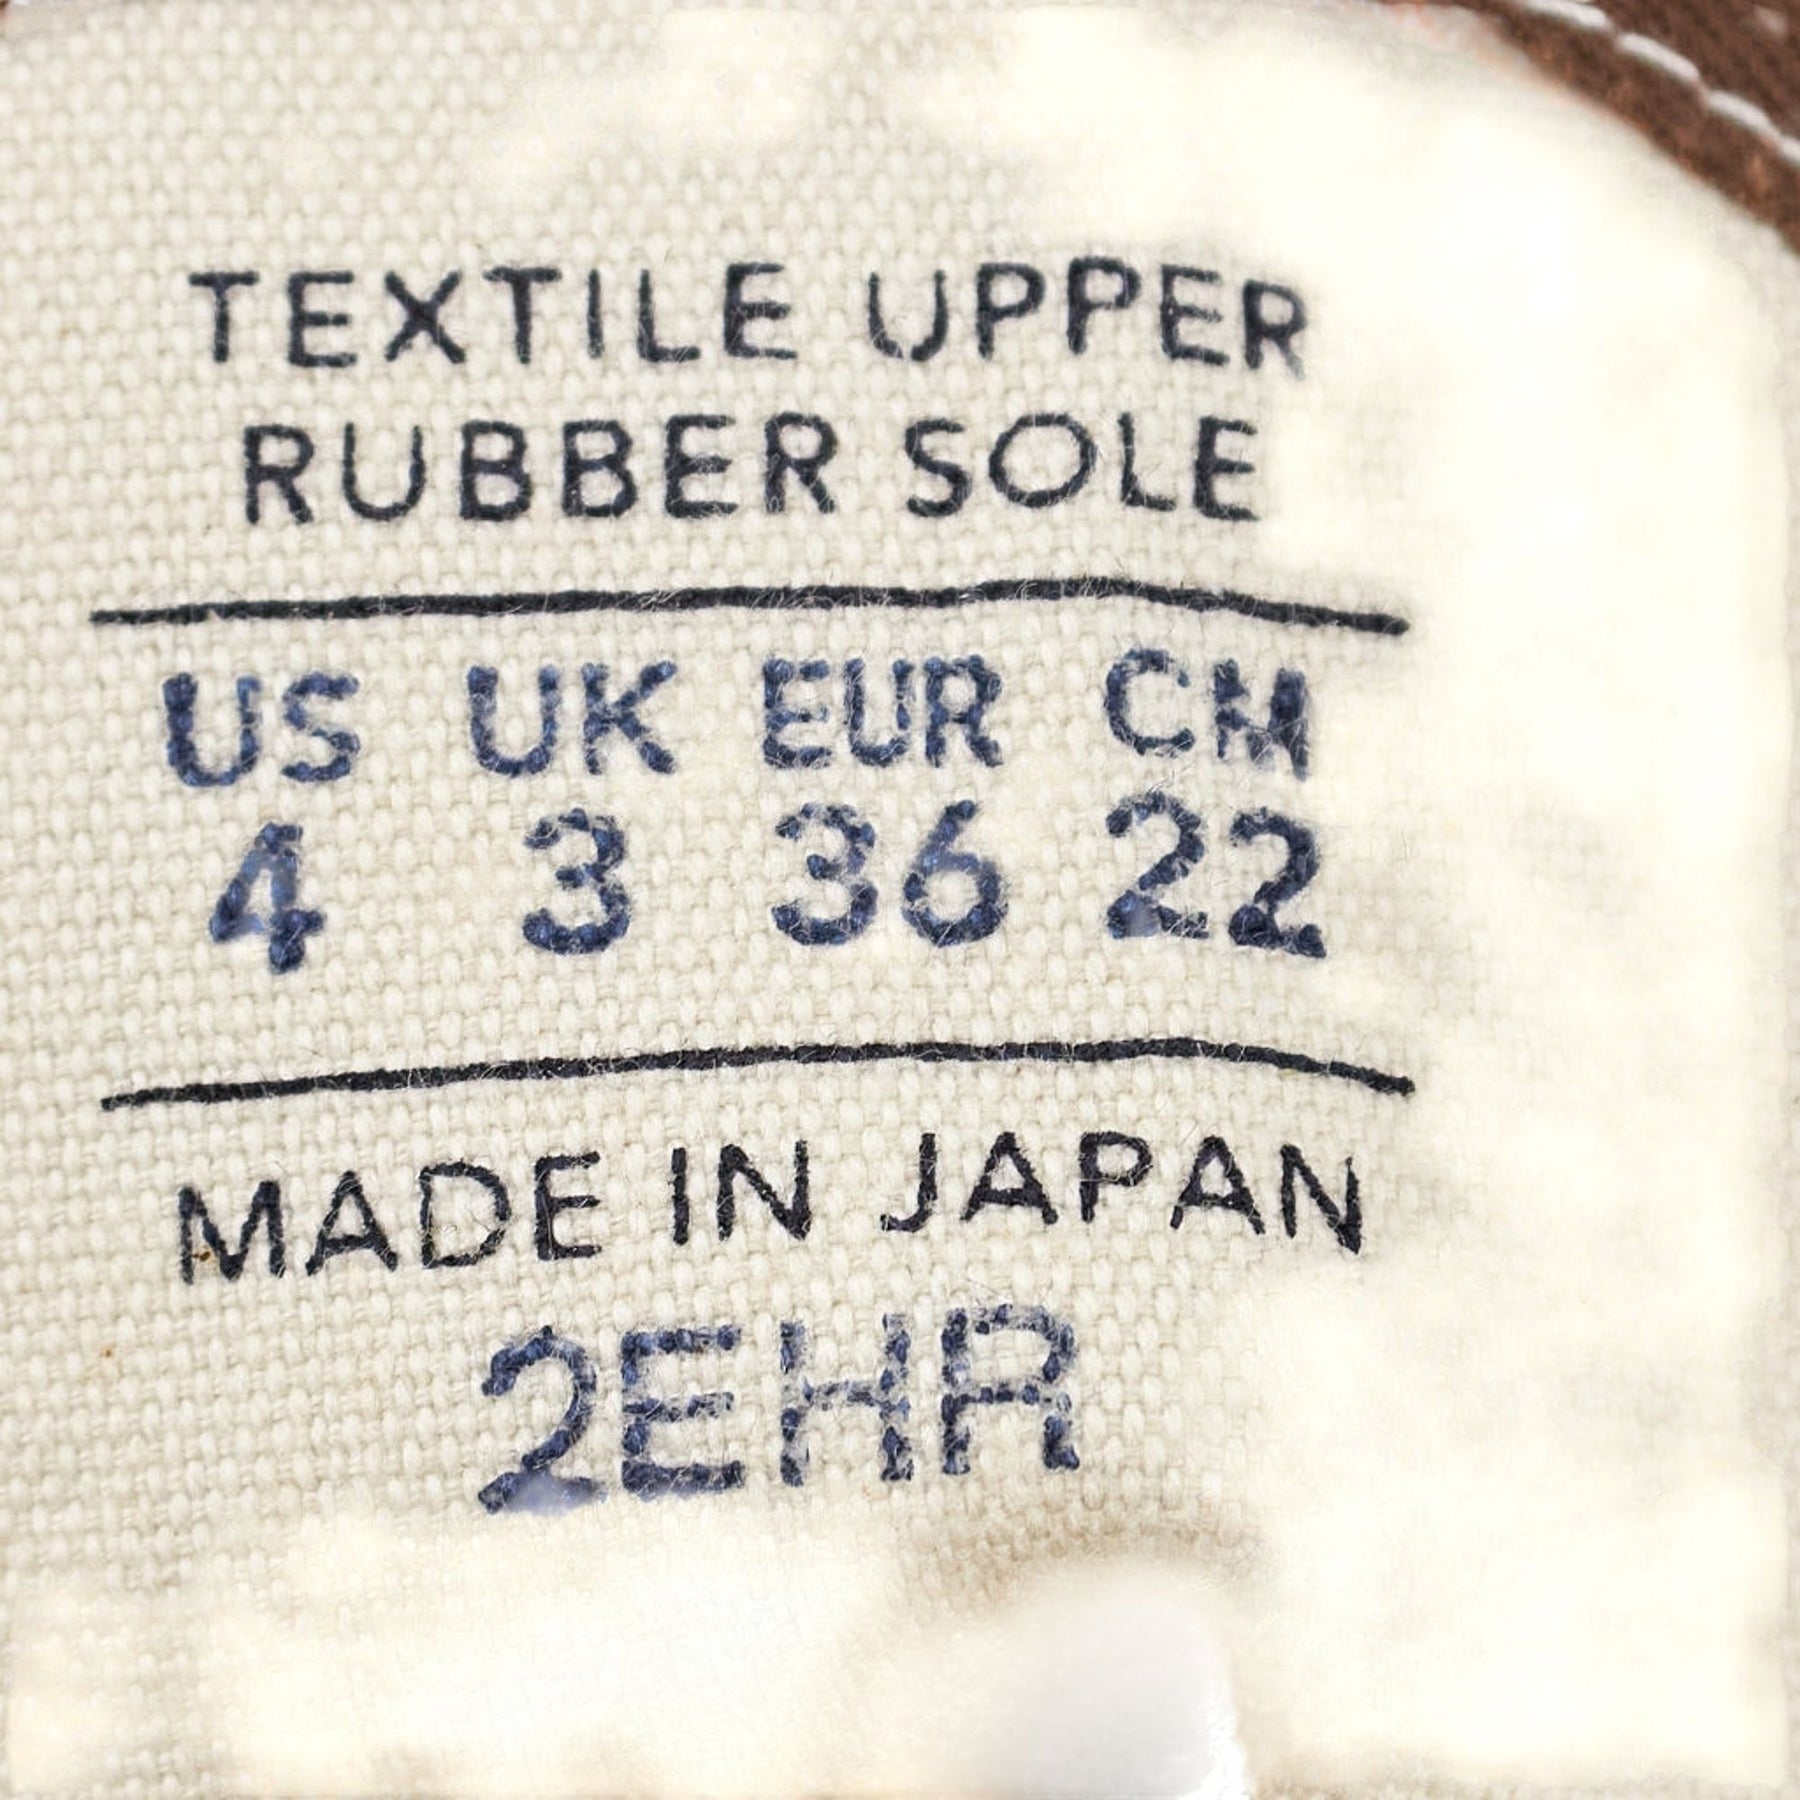 TEXTILE UPPER
RUBBER SOLE
US UK EUR CM
4 3 36 22
MADE IN JAPAN
2EHR